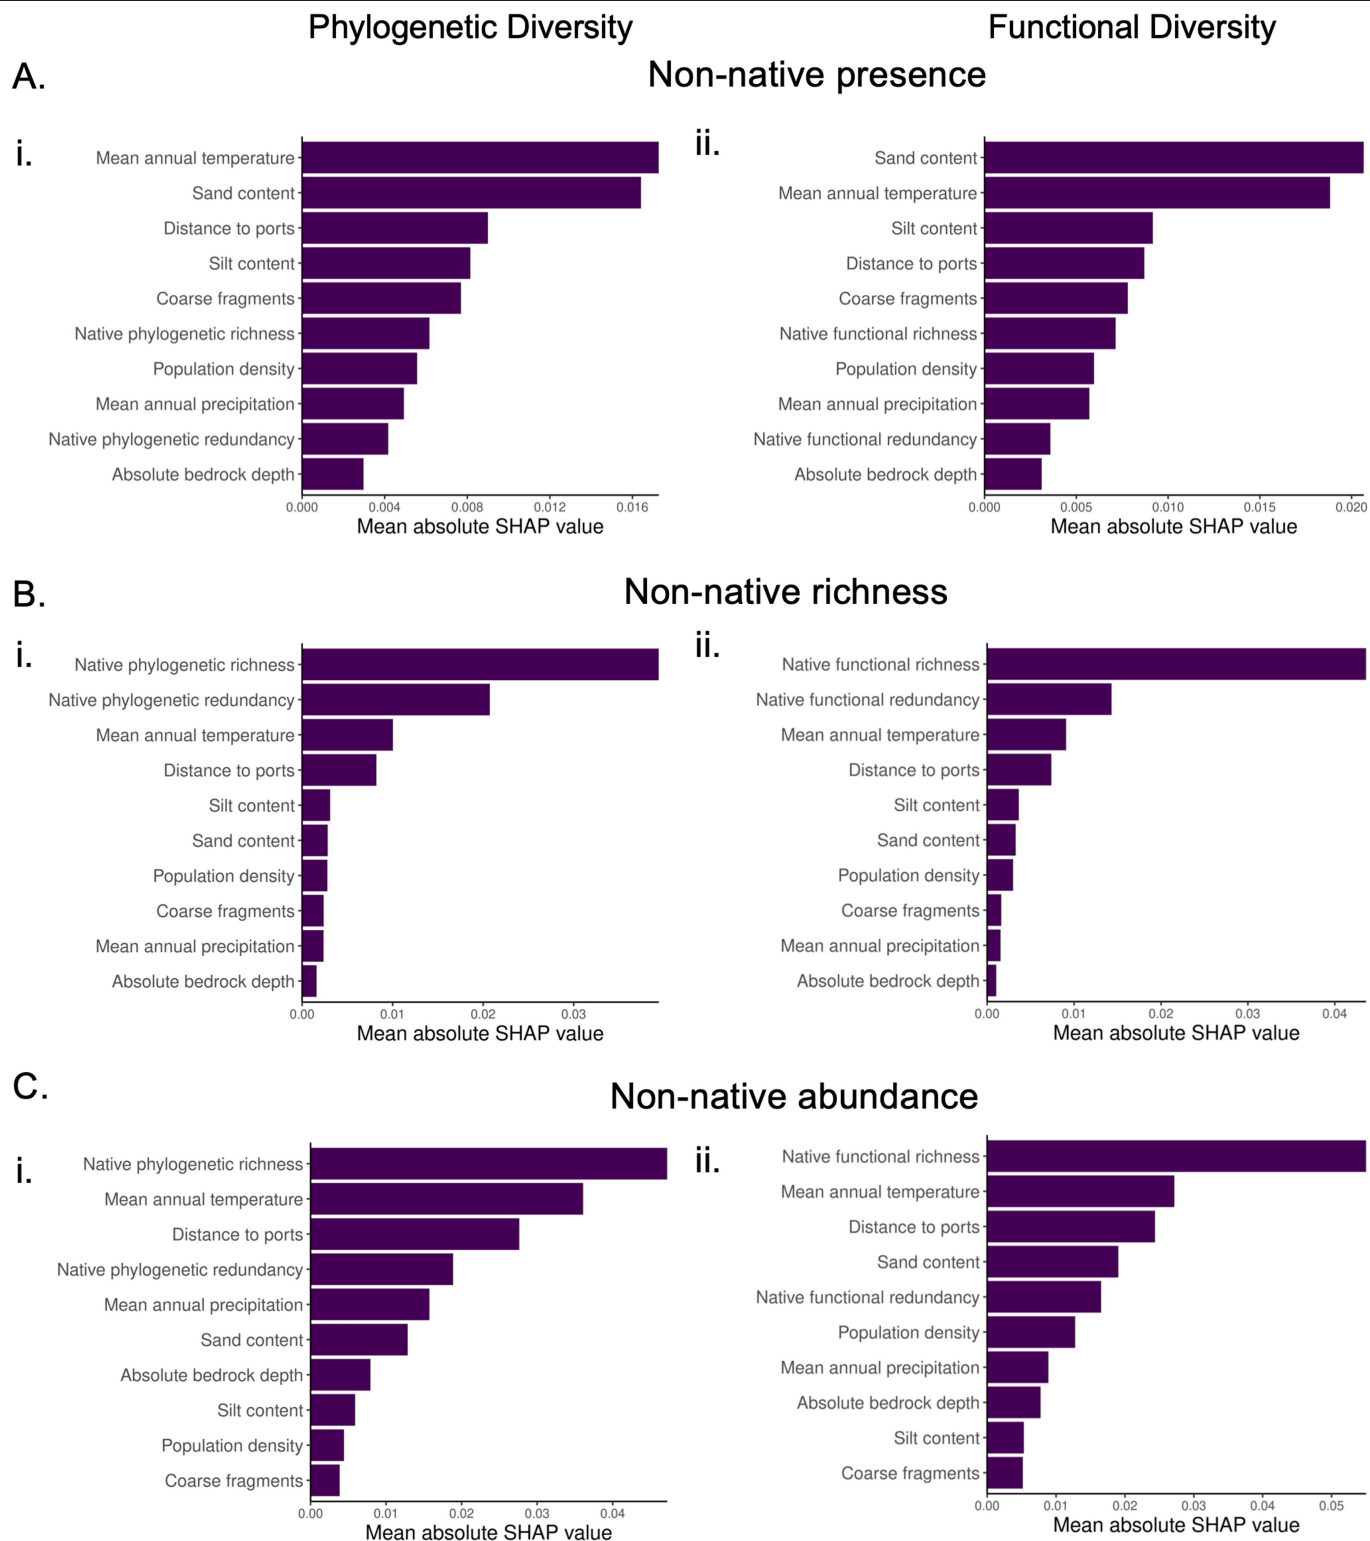 Phylogenetic Diversity
Functional Diversity
A.
Non-native presence
i.
Mean annual temperature
Sand content
Distance to ports
Silt content
Coarse fragments
Native phylogenetic richness
Population density
Mean annual precipitation
Native phylogenetic redundancy
Absolute bedrock depth
0.000 0.004 0.008 0.012 0.016
Mean absolute SHAP value
ii.
Sand content
Mean annual temperature
Silt content
Distance to ports
Coarse fragments
Native functional richness
Population density
Mean annual precipitation
Native functional redundancy
Absolute bedrock depth
0.000 0.005 0.010 0.015 0.020
Mean absolute SHAP value
B.
Non-native richness
i.
Native phylogenetic richness
Native phylogenetic redundancy
Mean annual temperature
Distance to ports
Silt content
Sand content
Population density
Coarse fragments
Mean annual precipitation
Absolute bedrock depth
0.00 0.01 0.02 0.03
Mean absolute SHAP value
ii.
Native functional richness
Native functional redundancy
Mean annual temperature
Distance to ports
Silt content
Sand content
Population density
Coarse fragments
Mean annual precipitation
Absolute bedrock depth
0.00 0.01 0.02 0.03 0.04
Mean absolute SHAP value
C.
Non-native abundance
i.
Native phylogenetic richness
Mean annual temperature
Distance to ports
Native phylogenetic redundancy
Mean annual precipitation
Sand content
Absolute bedrock depth
Silt content
Population density
Coarse fragments
0.00 0.01 0.02 0.03 0.04
Mean absolute SHAP value
ii.
Native functional richness
Mean annual temperature
Distance to ports
Sand content
Native functional redundancy
Population density
Mean annual precipitation
Absolute bedrock depth
Silt content
Coarse fragments
0.00 0.01 0.02 0.03 0.04 0.05
Mean absolute SHAP value